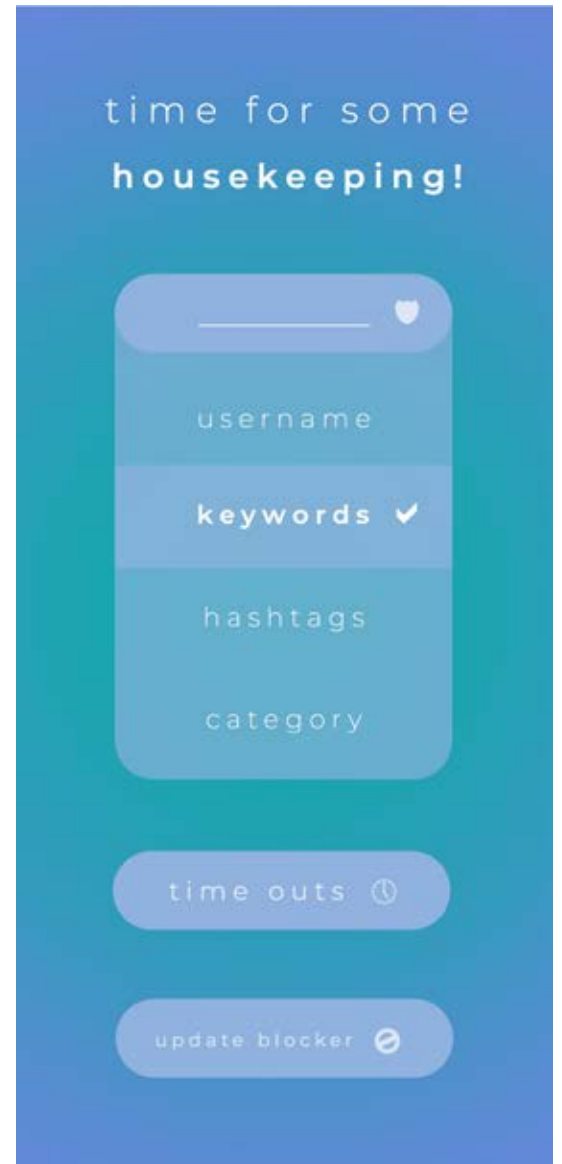 time for some
housekeeping!
username
keywords
hashtags
category
time outs
update blocker